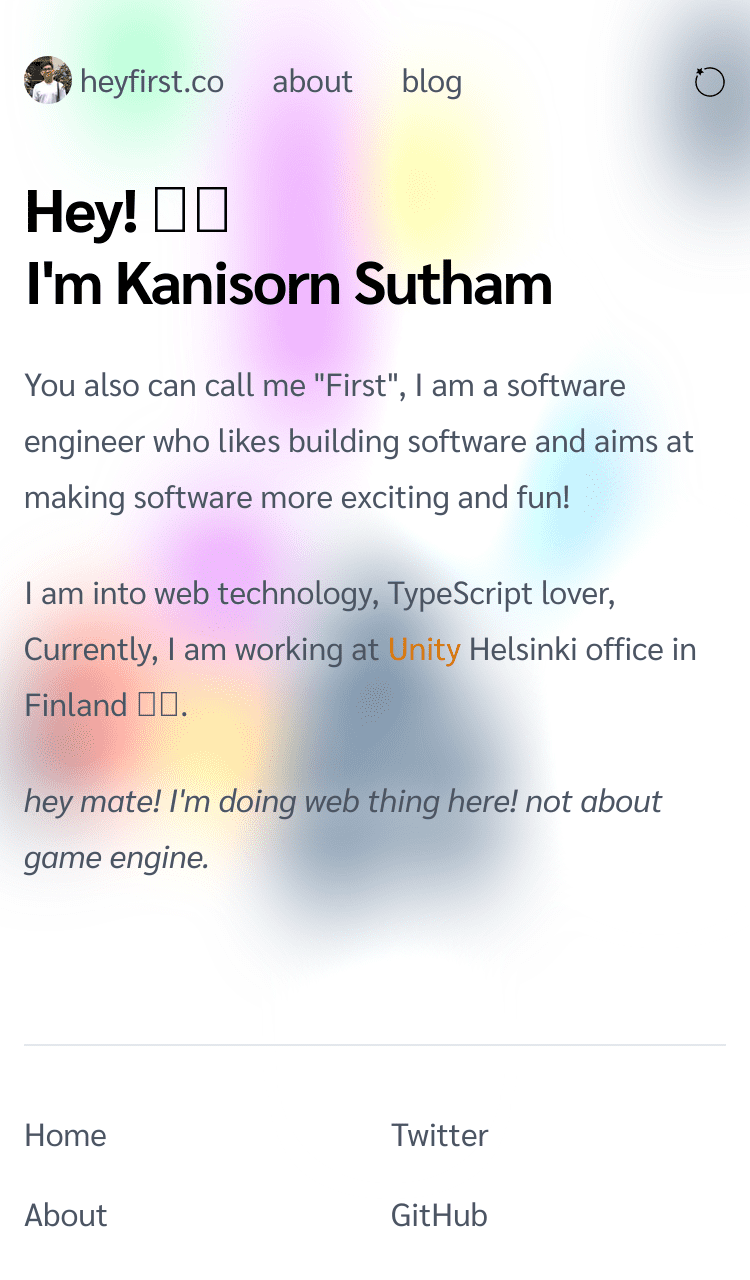 heyfirst.co about blog
Hey!
I'm Kanisorn Sutham
You also can call me "First", I am a software
engineer who likes building software and aims at
making software more exciting and fun!
I am into web technology, TypeScript lover,
Currently, I am working at Unity Helsinki office in
Finland .
hey mate! I'm doing web thing here! not about
game engine.
Home
Twitter
About
GitHub